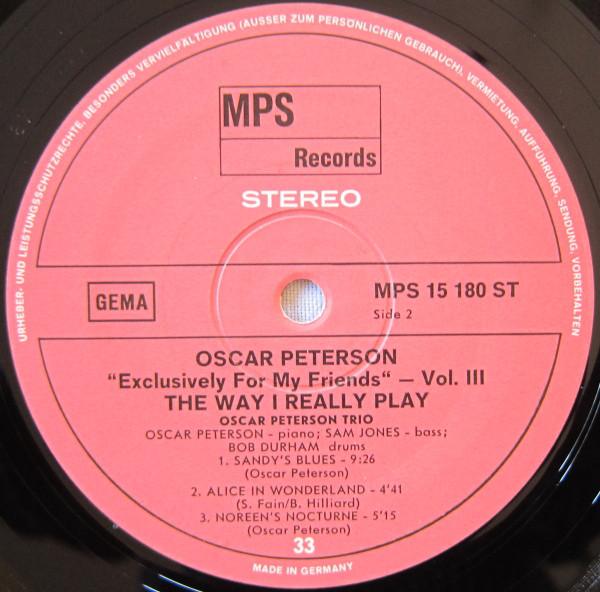 URHEBER- UND LEISTUNGSSCHUTZRECHTE, BESONDERS VERVIELFÄLTIGUNG (AUSSER ZUM PERSÖNLICHEN GEBRAUCH), VERMIETUNG, AUFFÜHRUNG, SENDUNG, VORBEHALTEN
MPS
Records
STEREO
GEMA
MPS 15 180 ST
Side 2
OSCAR PETERSON
“Exclusively For My Friends“ — Vol. III
THE WAY I REALLY PLAY
OSCAR PETERSON TRIO
OSCAR PETERSON - piano; SAM JONES - bass;
BOB DURHAM drums
1. SANDY'S BLUES - 9:26
(Oscar Peterson)
2. ALICE IN WONDERLAND - 4'41
(S. Fain/B. Hilliard)
3. NOREEN'S NOCTURNE - 5'15
(Oscar Peterson)
33
MADE IN GERMANY